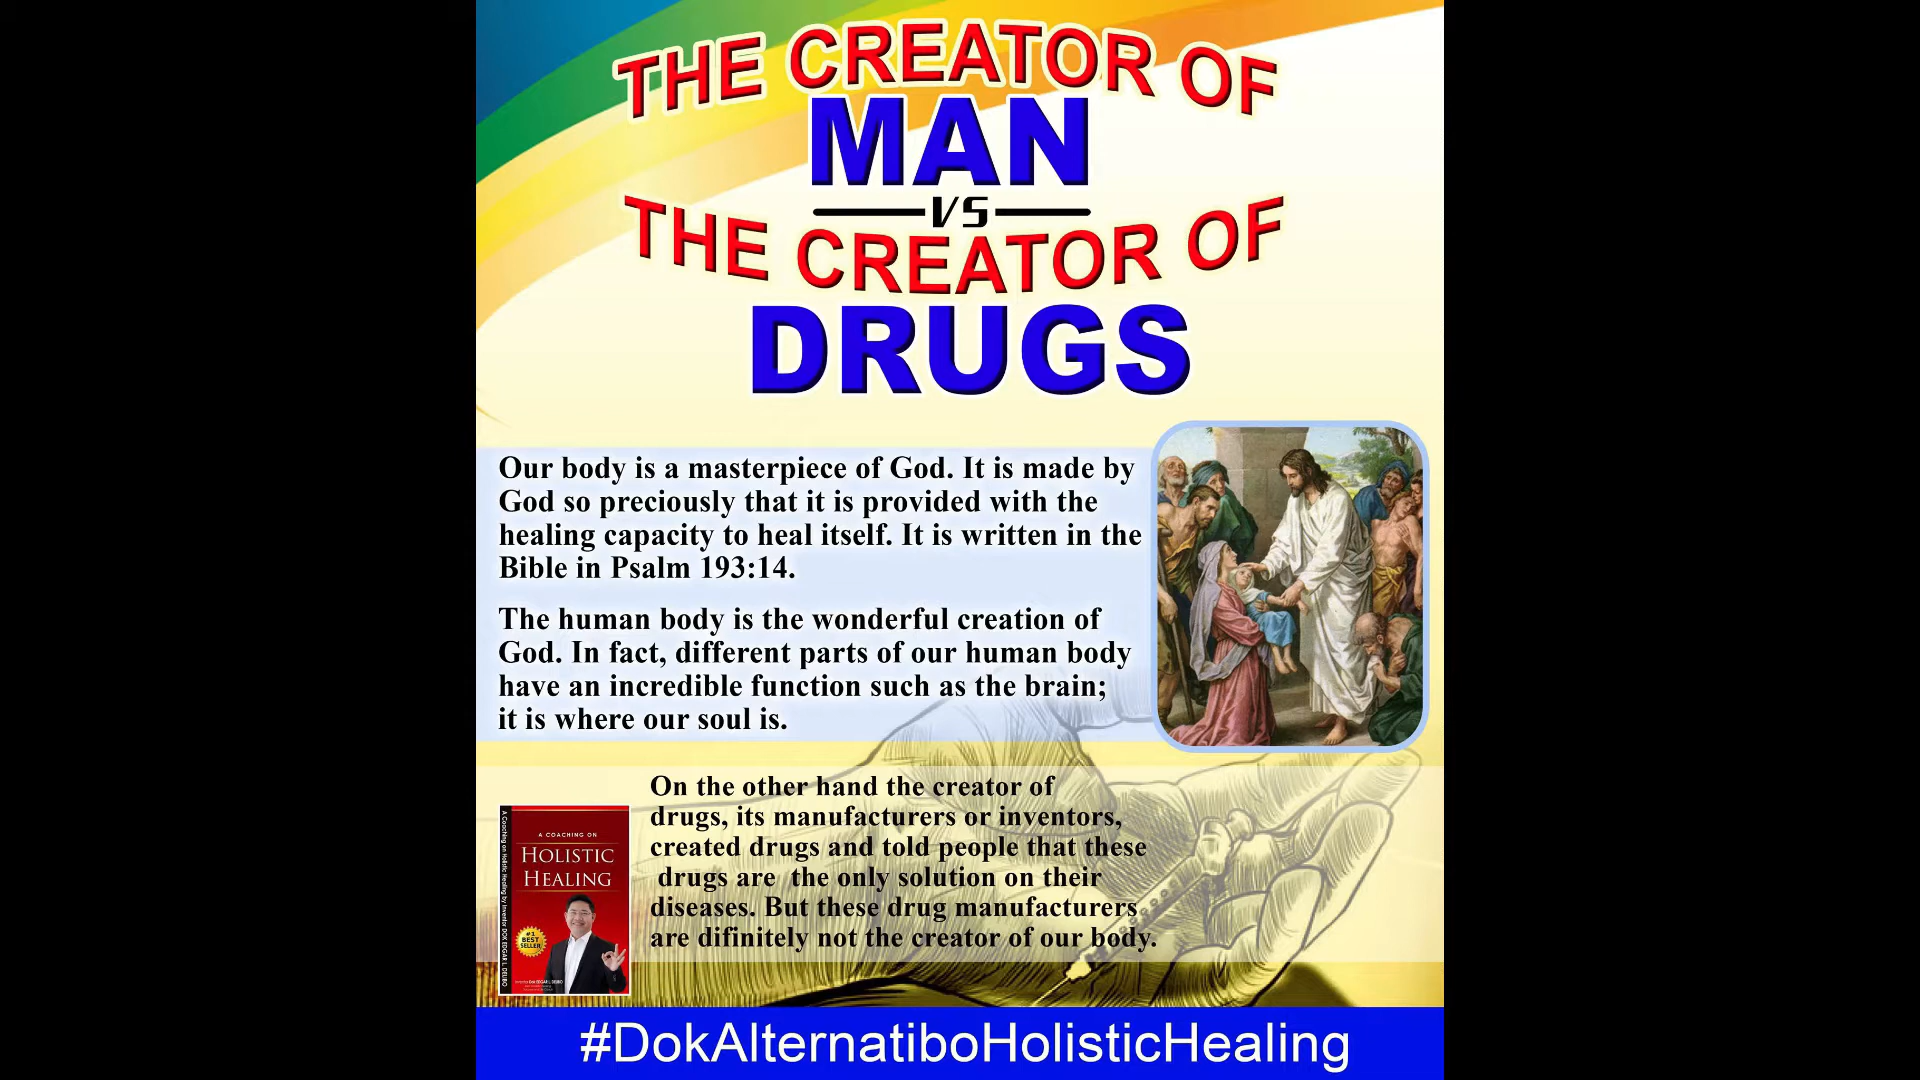 THE CREATOR OF
MAN
VS
THE CREATOR OF
DRUGS
Our body is a masterpiece of God. It is made by
God so preciously that it is provided with the
healing capacity to heal itself. It is written in the
Bible in Psalm 193:14.
The human body is the wonderful creation of
God. In fact, different parts of our human body
have an incredible function such as the brain;
it is where our soul is.
On the other hand the creator of
drugs, its manufacturers or inventors,
created drugs and told people that these
drugs are the only solution on their
diseases. But these drug manufacturers
are difinitely not the creator of our body.
A COACHING ON
HOLISTIC
HEALING
#1
BEST
SELLER
#DokAlternatiboHolisticHealing